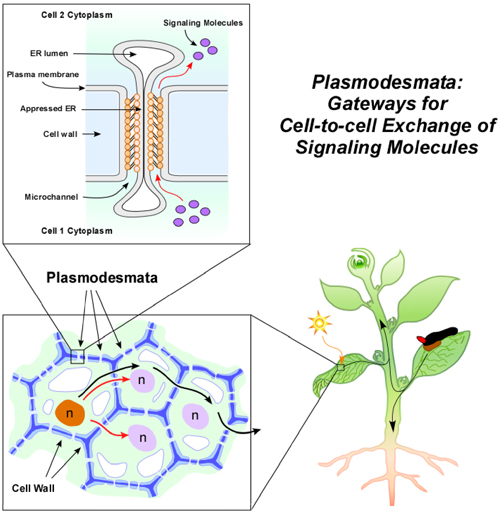 Cell 2 Cytoplasm
Signaling Molecules
ER lumen
Plasma membrane
Appressed ER
Cell wall
Microchannel
Cell 1 Cytoplasm
Plasmodesmata:
Gateways for
Cell-to-cell Exchange of
Signaling Molecules
Plasmodesmata
n
n
n
n
Cell Wall